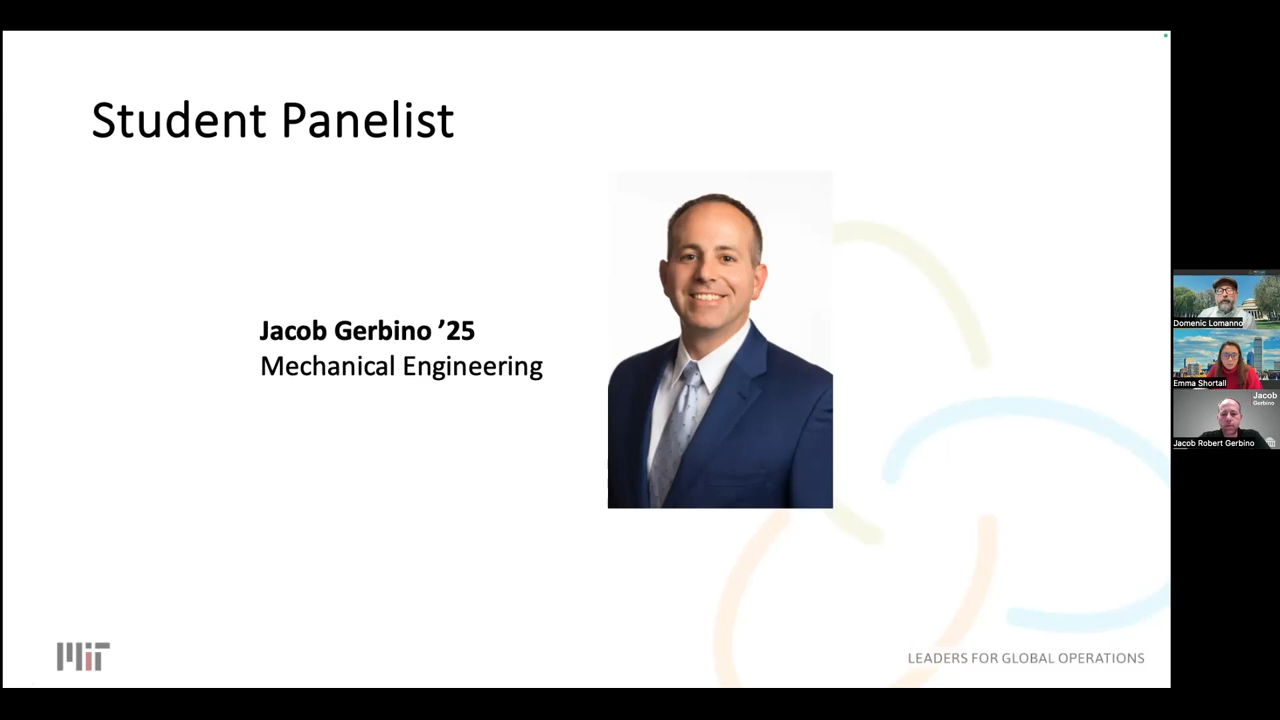 Student Panelist
Jacob Gerbino ’25
Mechanical Engineering
MIT
LEADERS FOR GLOBAL OPERATIONS
Domenic Lomanno
Emma Shortall
Jacob
Gerbino
Jacob Robert Gerbino